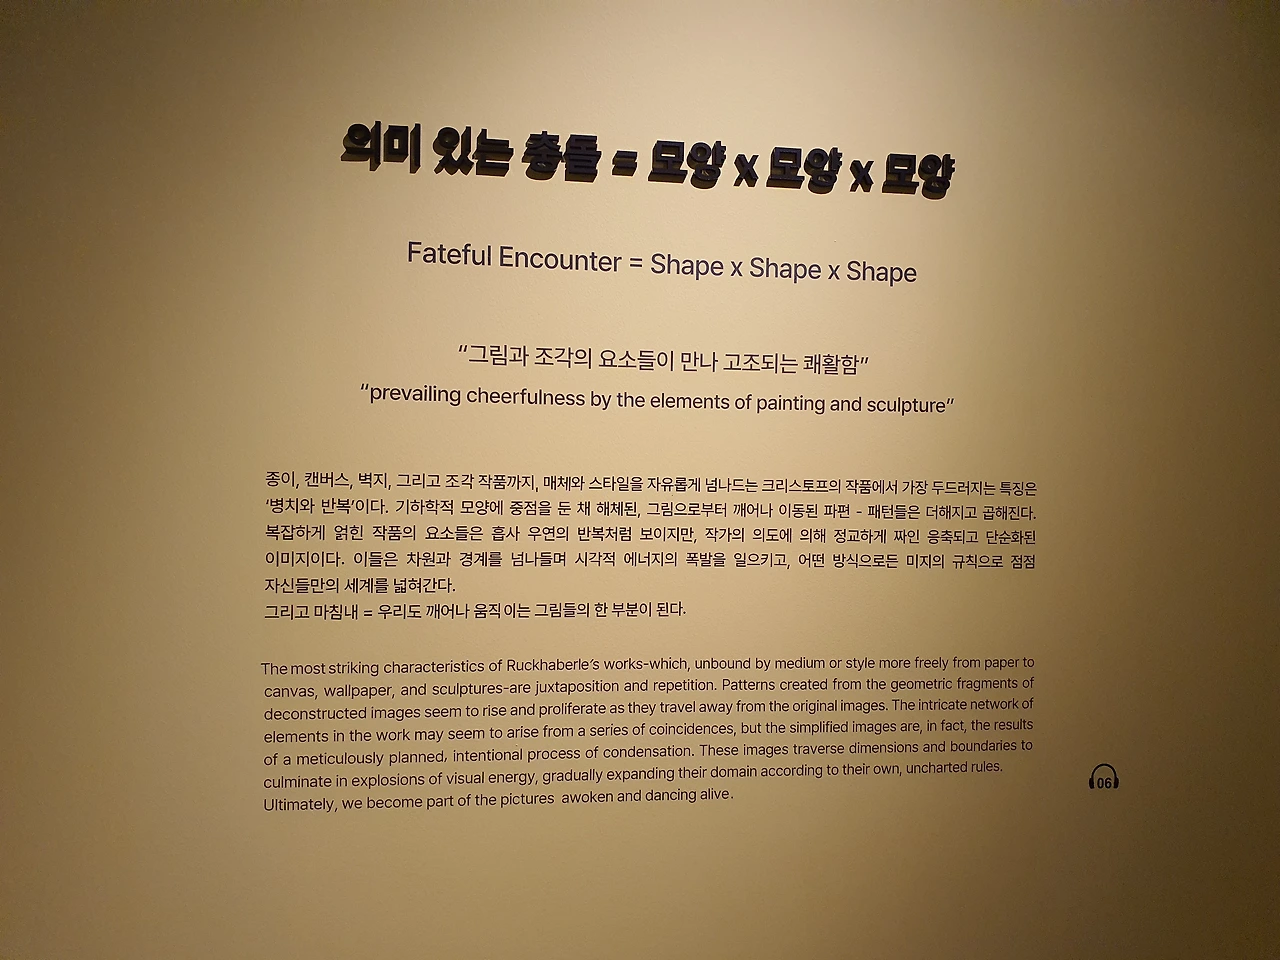 의미 있는 충돌 = 모양 x 모양 x 모양
Fateful Encounter = Shape x Shape x Shape
“그림과 조각의 요소들이 만나 고조되는 쾌활함”
“prevailing cheerfulness by the elements of painting and sculpture”
종이, 캔버스, 벽지, 그리고 조각 작품까지, 매체와 스타일을 자유롭게 넘나드는 크리스토프의 작품에서 가장 두드러지는 특징은
‘병치와 반복’이다. 기하학적 모양에 중점을 둔 채 해체된, 그림으로부터 깨어나 이동된 파편 - 패턴들은 더해지고 곱해진다.
복잡하게 얽힌 작품의 요소들은 흡사 우연의 반복처럼 보이지만, 작가의 의도에 의해 정교하게 짜인 응축되고 단순화된
이미지이다. 이들은 차원과 경계를 넘나들며 시각적 에너지의 폭발을 일으키고, 어떤 방식으로든 미지의 규칙으로 점점
자신들만의 세계를 넓혀간다.
그리고 마침내 = 우리도 깨어나 움직이는 그림들의 한 부분이 된다.
The most striking characteristics of Ruckhaberle’s works-which, unbound by medium or style more freely from paper to
canvas, wallpaper, and sculptures-are juxtaposition and repetition. Patterns created from the geometric fragments of
deconstructed images seem to rise and proliferate as they travel away from the original images. The intricate network of
elements in the work may seem to arise from a series of coincidences, but the simplified images are, in fact, the results
of a meticulously planned, intentional process of condensation. These images traverse dimensions and boundaries to
culminate in explosions of visual energy, gradually expanding their domain according to their own, uncharted rules.
Ultimately, we become part of the pictures awoken and dancing alive.
06